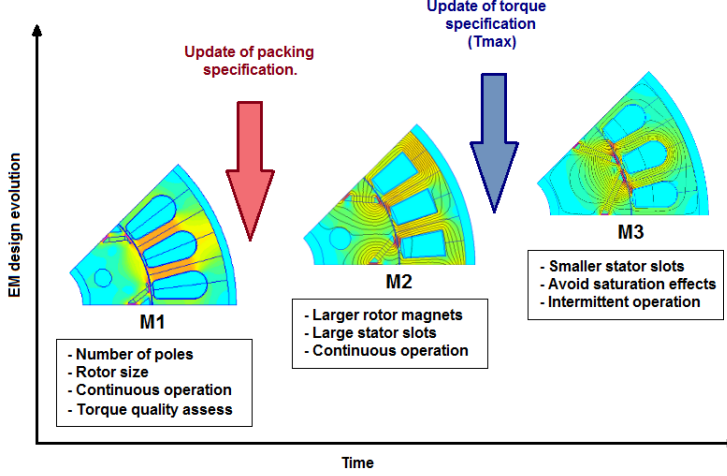 Update of torque
specification
(Tmax)
Update of packing
specification.
EM design evolution
M1
- Number of poles
- Rotor size
- Continuous operation
- Torque quality assess
M2
- Larger rotor magnets
- Large stator slots
- Continuous operation
M3
- Smaller stator slots
- Avoid saturation effects
- Intermittent operation
Time